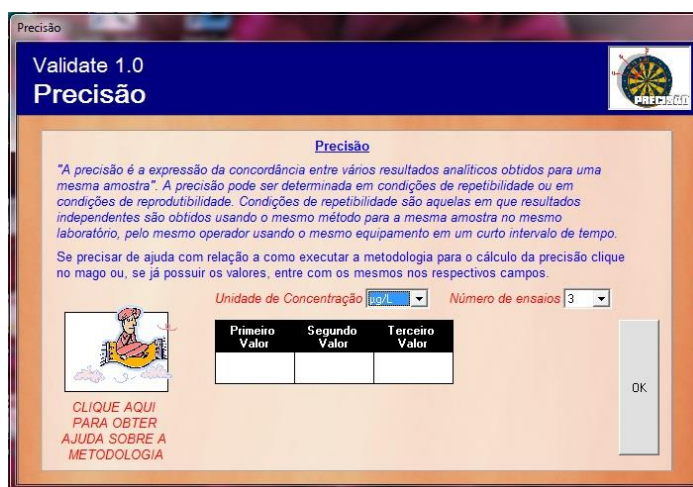 Precisão
Validate 1.0
Precisão
PRECISÃO
Precisão
"A precisão é a expressão da concordância entre vários resultados analíticos obtidos para uma
mesma amostra". A precisão pode ser determinada em condições de repetibilidade ou em
condições de reprodutibilidade. Condições de repetibilidade são aquelas em que resultados
independentes são obtidos usando o mesmo método para a mesma amostra no mesmo
laboratório, pelo mesmo operador usando o mesmo equipamento em um curto intervalo de tempo.
Se precisar de ajuda com relação a como executar a metodologia para o cálculo da precisão clique
no mago ou, se já possuir os valores, entre com os mesmos nos respectivos campos.
Unidade de Concentração µg/L Número de ensaios 3
Primeiro Segundo Terceiro
Valor Valor Valor
OK
CLIQUE AQUI
PARA OBTER
AJUDA SOBRE A
METODOLOGIA